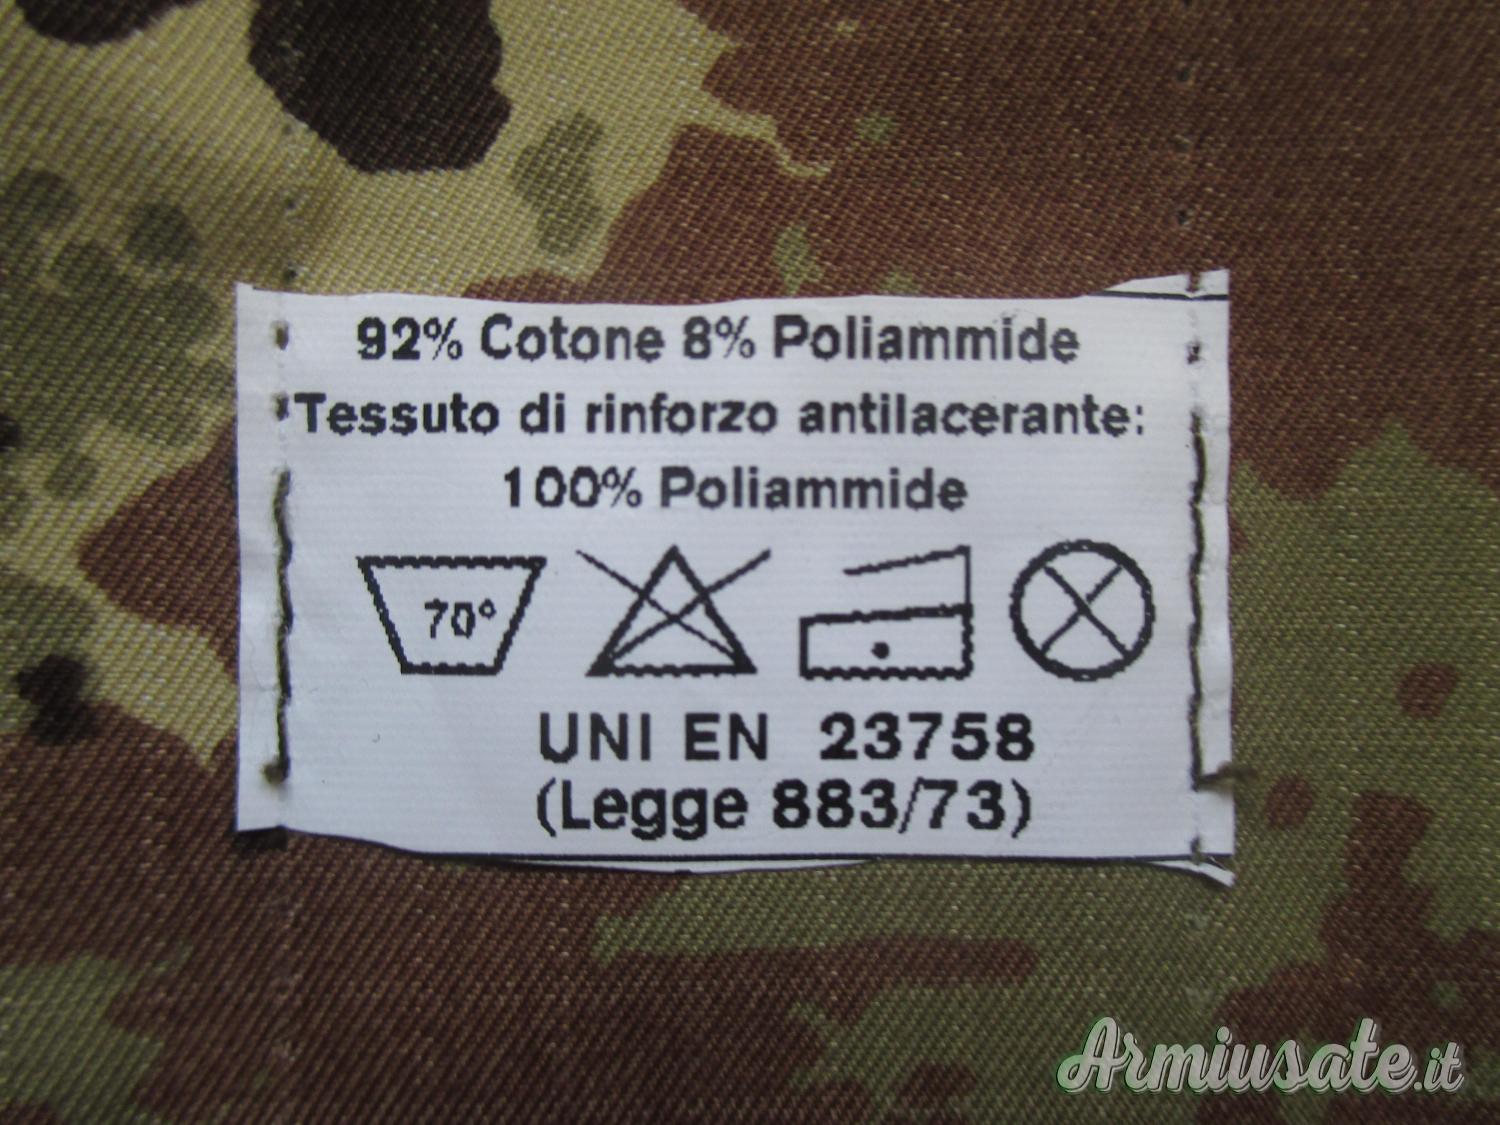 92% Cotone 8% Poliammide
Tessuto di rinforzo antilacerante:
100% Poliammide
70°
UNI EN 23758
(Legge 883/73)
Armiusate.it